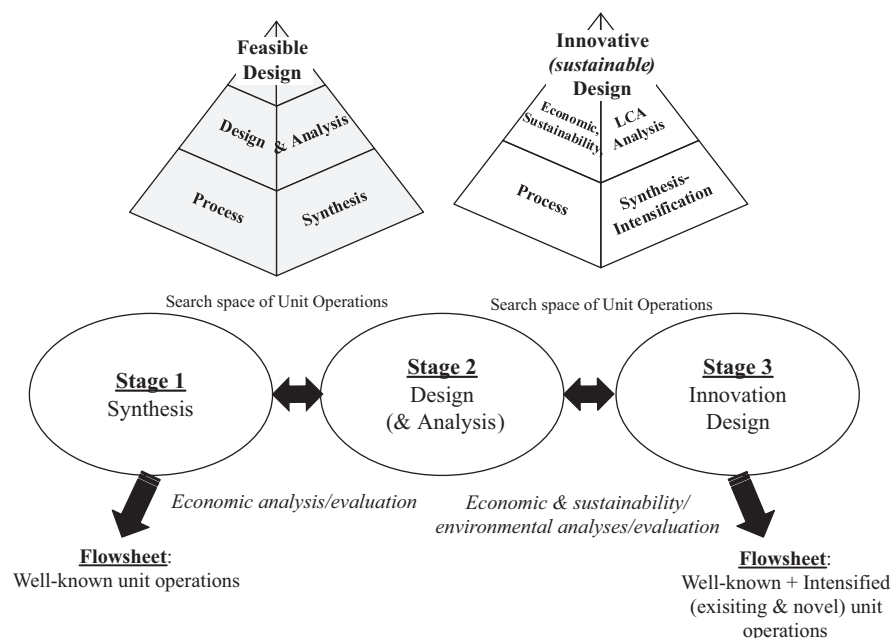 Feasible
Design
Design & Analysis
Process
Synthesis
Innovative
(sustainable)
Design
Economic,
Sustainability,
LCA
Analysis
Process
Synthesis-
Intensification
Search space of Unit Operations
Search space of Unit Operations
Stage 1
Synthesis
Stage 2
Design
(& Analysis)
Stage 3
Innovation
Design
Economic analysis/evaluation
Economic & sustainability/
environmental analyses/evaluation
Flowsheet:
Well-known unit operations
Flowsheet:
Well-known + Intensified
(exisiting & novel) unit
operations